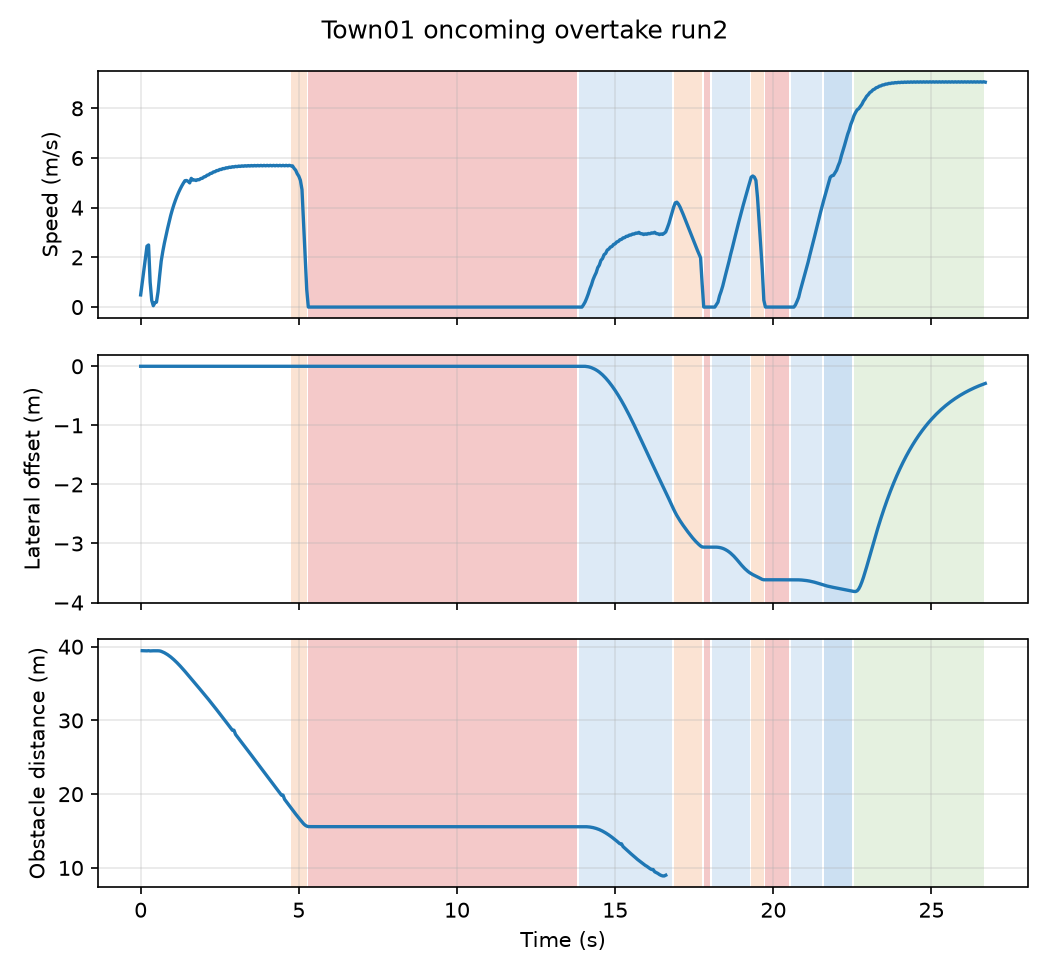 Town01 oncoming overtake run2
Speed (m/s)
8
6
4
2
0
Lateral offset (m)
0
−1
−2
−3
−4
Obstacle distance (m)
40
30
20
10
0 5 10 15 20 25
Time (s)